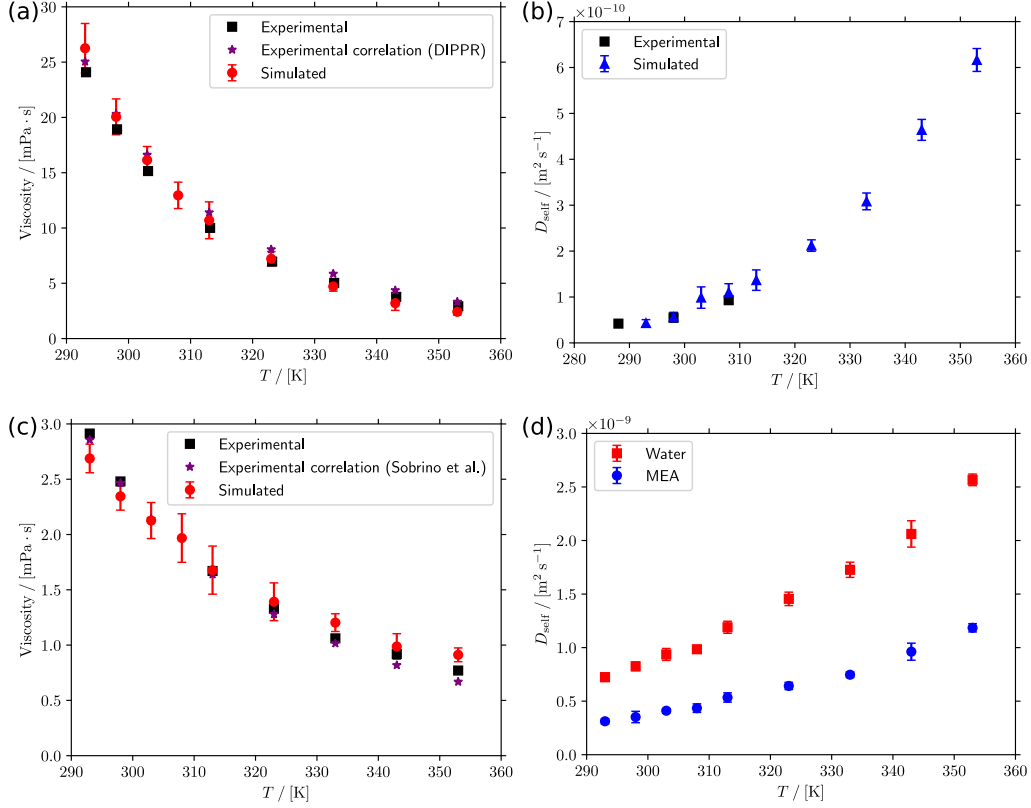 (a)
30
25
20
15
10
5
0
290 300 310 320 330 340 350 360
Viscosity / [mPa · s]
T / [K]
Experimental
Experimental correlation (DIPPR)
Simulated
(b)
×10⁻¹⁰
7
6
5
4
3
2
1
0
280 290 300 310 320 330 340 350 360
D_self / [m² s⁻¹]
T / [K]
Experimental
Simulated
(c)
3.0
2.5
2.0
1.5
1.0
0.5
0.0
290 300 310 320 330 340 350 360
Viscosity / [mPa · s]
T / [K]
Experimental
Experimental correlation (Sobrino et al.)
Simulated
(d)
×10⁻⁹
3.0
2.5
2.0
1.5
1.0
0.5
0.0
290 300 310 320 330 340 350 360
D_self / [m² s⁻¹]
T / [K]
Water
MEA